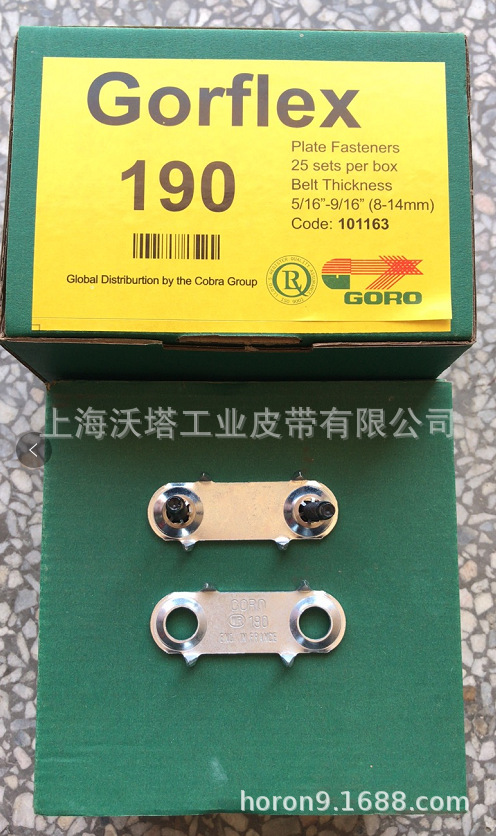 Gorflex
190
Plate Fasteners
25 sets per box
Belt Thickness
5/16”-9/16” (8-14mm)
Code: 101163
Global Distriburtion by the Cobra Group
R
GORO
上海沃塔工业皮带有限公司
GORO
G 190
IN FRANCE
horon9.1688.com